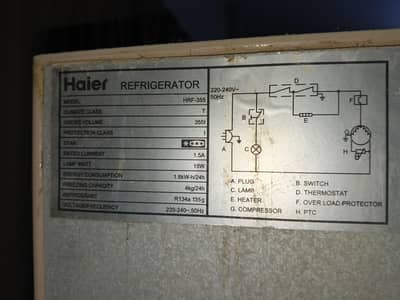 Haier REFRIGERATOR
MODEL HRF-355
CLIMATE CLASS T
GROSS VOLUME 355l
PROTECTION CLASS I
STAR
RATED CURRENT 1.5A
LAMP WATT 15W
ENERGY CONSUMPTION 1.8kW·h/24h
FREEZING CAPACITY 4kg/24h
REFRIGERANT R134a 135g
VOLTAGE/FREQUENCY 220-240~,50Hz
220-240V~
50Hz
D
F
B
E
A
C
G
H
A. PLUG B. SWITCH
C. LAMP D. THERMOSTAT
E. HEATER F. OVER LOAD PROTECTOR
G. COMPRESSOR H. PTC